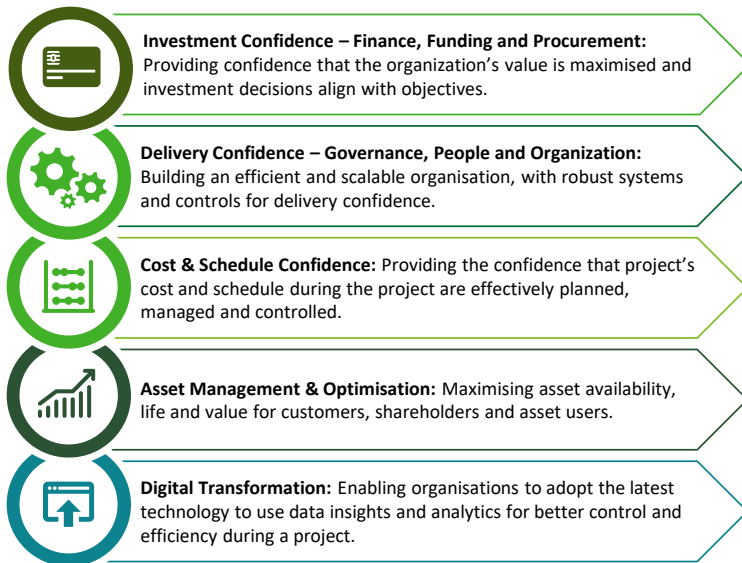 Investment Confidence – Finance, Funding and Procurement:
Providing confidence that the organization's value is maximised and
investment decisions align with objectives.
Delivery Confidence – Governance, People and Organization:
Building an efficient and scalable organisation, with robust systems
and controls for delivery confidence.
Cost & Schedule Confidence: Providing the confidence that project's
cost and schedule during the project are effectively planned,
managed and controlled.
Asset Management & Optimisation: Maximising asset availability,
life and value for customers, shareholders and asset users.
Digital Transformation: Enabling organisations to adopt the latest
technology to use data insights and analytics for better control and
efficiency during a project.